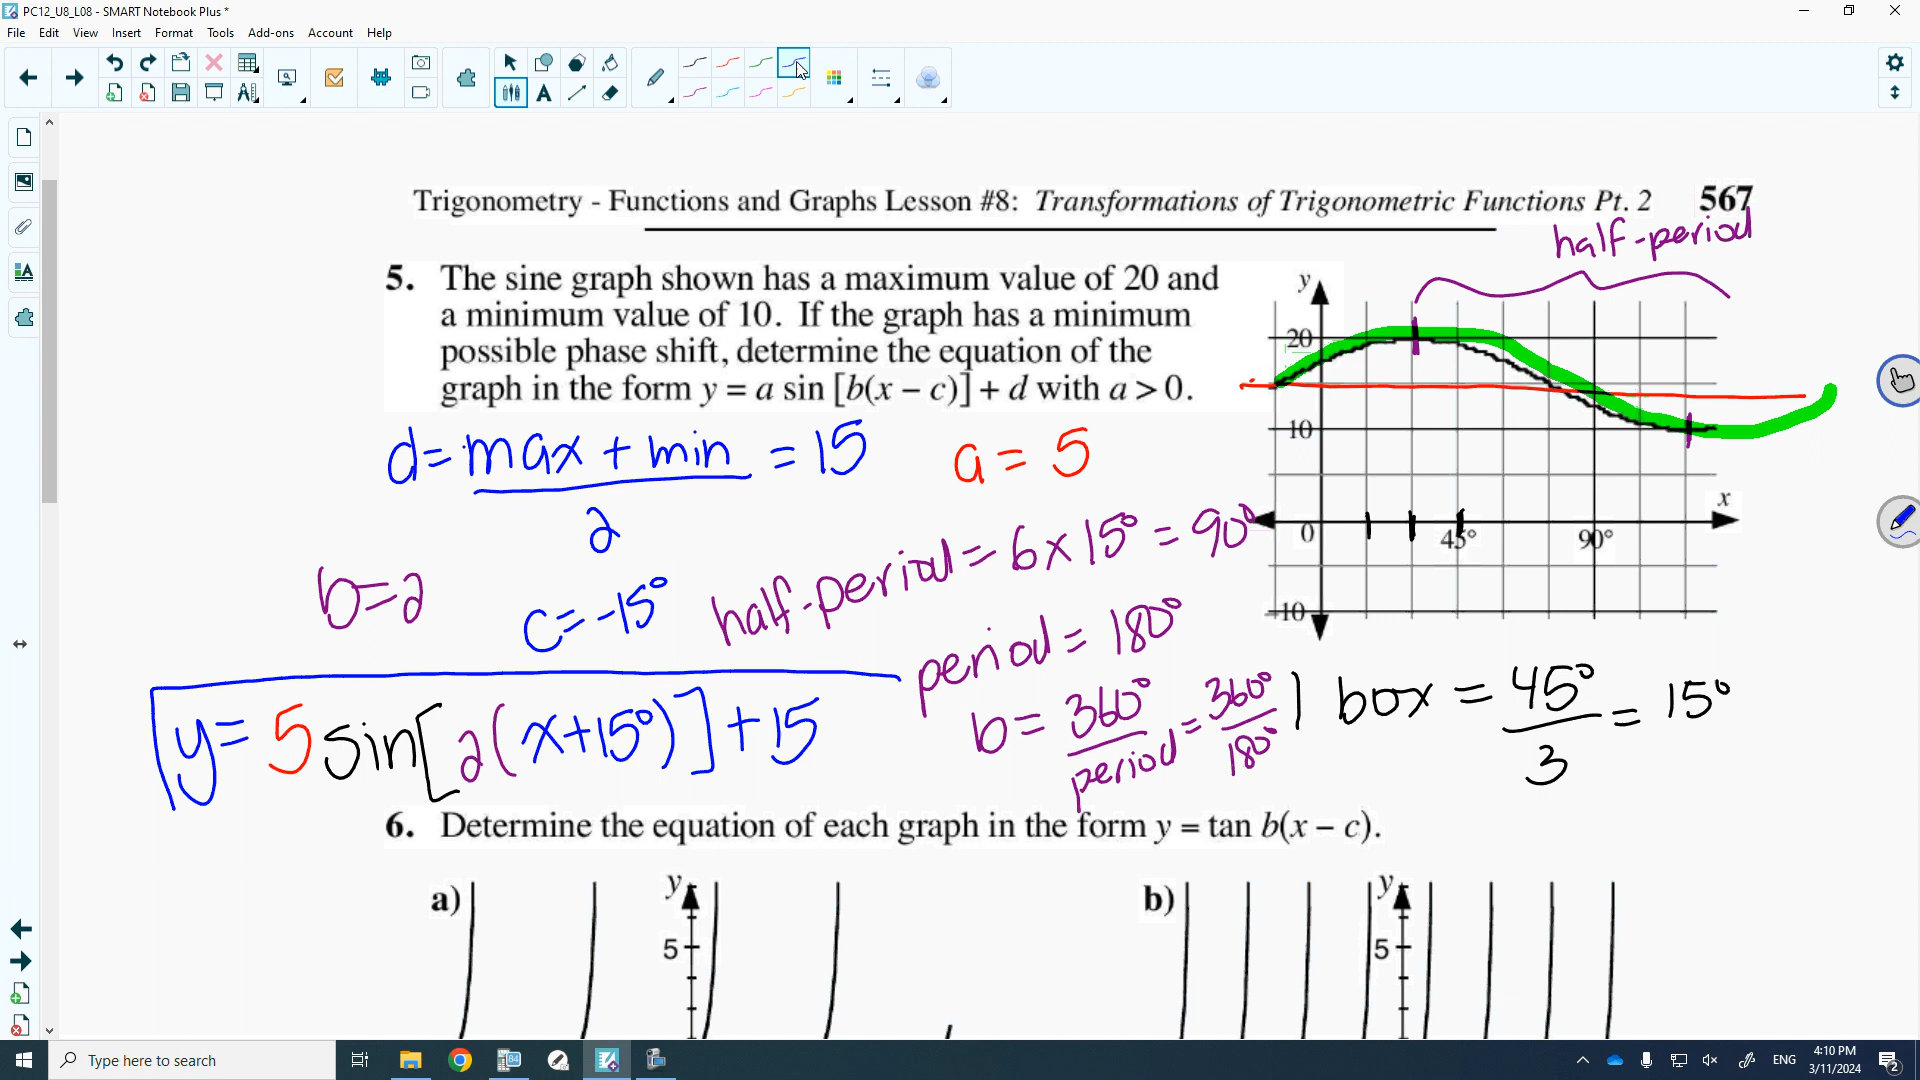 PC12_U8_L08 - SMART Notebook Plus *
File Edit View Insert Format Tools Add-ons Account Help
Trigonometry - Functions and Graphs Lesson #8: Transformations of Trigonometric Functions Pt. 2 567
half-period
5. The sine graph shown has a maximum value of 20 and
a minimum value of 10. If the graph has a minimum
possible phase shift, determine the equation of the
graph in the form y = a sin [b(x – c)] + d with a > 0.
y
20
10
x
0 45° 90°
-10
d = max + min = 15
2
a = 5
half-period = 6 x 15° = 90°
b = 2
c = -15°
period = 180°
b = 360° = 360°
period 180°
1 box = 45° = 15°
3
y = 5 sin [2(x+15°)] + 15
6. Determine the equation of each graph in the form y = tan b(x – c).
a) y
5
b) y
5
Type here to search
84
ENG
4:10 PM
3/11/2024
2